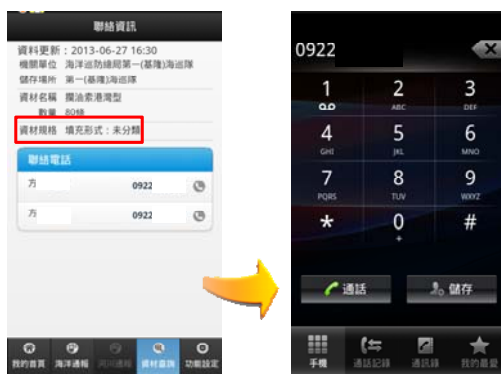 聯絡資訊
資料更新：2013-06-27 16:30
機關單位 海洋巡防總局第一(基隆)海巡隊
儲存場所 第一(基隆)海巡隊
資材名稱 攔油索港灣型
數量 80條
資材規格 填充形式：未分類
聯絡電話
方 0922
方 0922
我的首頁 海洋通報 河川通報 資材查詢 功能設定
0922
1 2 3
ABC DEF
4 5 6
GHI JKL MNO
7 8 9
PQRS TUV WXYZ
* 0 #
+
通話 儲存
手機 通話記錄 通訊錄 我的最愛